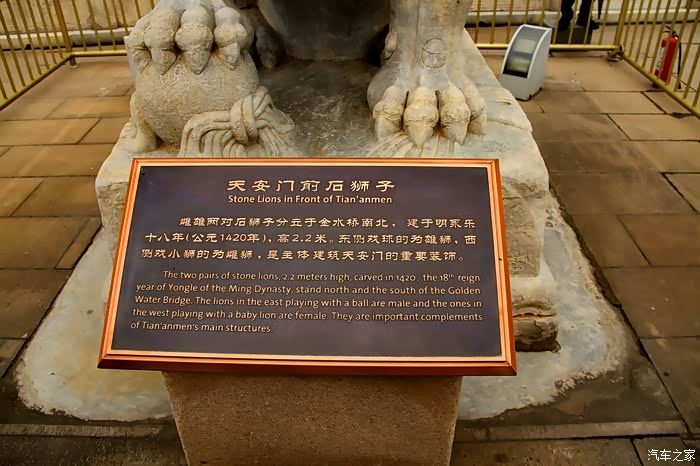 天安门前石狮子
Stone Lions in Front of Tian'anmen
雌雄两对石狮子分立于金水桥南北，建于明永乐
十八年(公元1420年)，高2.2米。东侧戏球的为雄狮，西
侧戏小狮的为雌狮，是主体建筑天安门的重要装饰。
The two pairs of stone lions, 2.2 meters high, carved in 1420, the 18th reign
year of Yongle of the Ming Dynasty, stand north and the south of the Golden
Water Bridge. The lions in the east playing with a ball are male and the ones in
the west playing with a baby lion are female. They are important complements
of Tian'anmen's main structures.
汽车之家